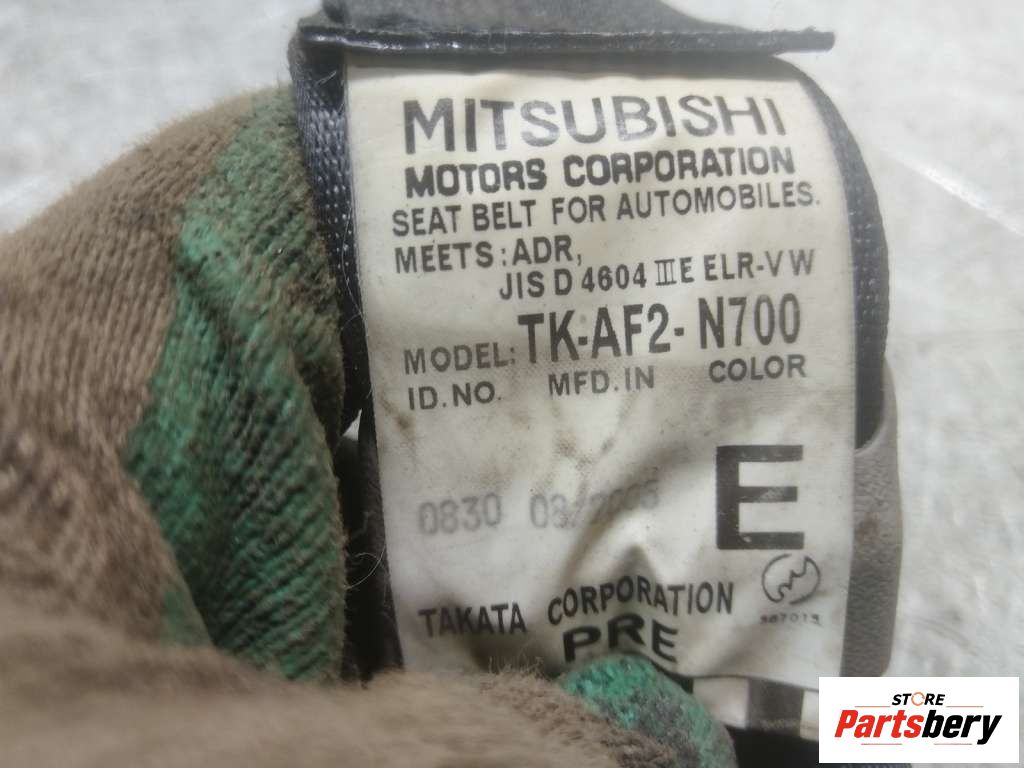 MITSUBISHI
MOTORS CORPORATION
SEAT BELT FOR AUTOMOBILES.
MEETS: ADR,
JIS D 4604 III E ELR-VW
MODEL: TK-AF2-N700
ID. NO. MFD. IN COLOR
E
0830
TAKATA CORPORATION
PRE
STORE
Partsbery